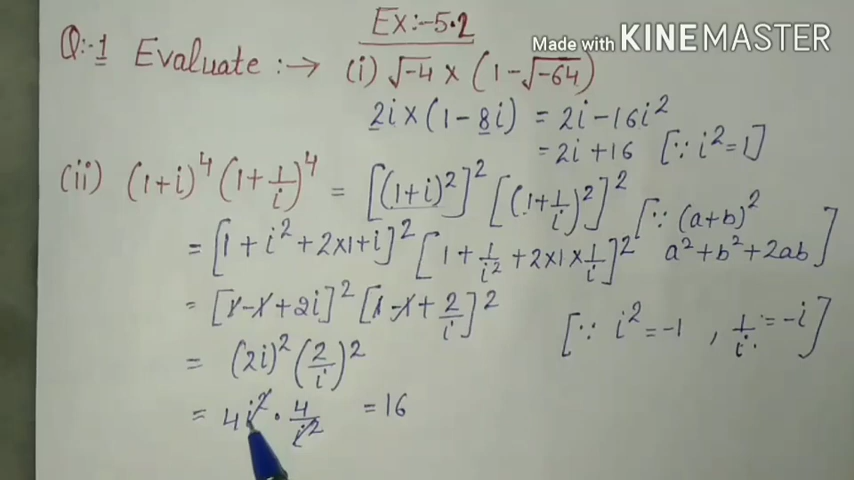 Ex:-5.2
Made with KINEMASTER
Q:-1 Evaluate :→ (i) √-4 × (1-√-64)
2i × (1-8i) = 2i-16i²
= 2i+16 [∵ i²=1]
(ii) (1+i)⁴ (1+1/i)⁴ = [(1+i)²]² [(1+1/i)²]² [∵ (a+b)²
= [1+i²+2×1+i]² [1+1/i²+2×1×1/i]² a²+b²+2ab]
= [1-1+2i]² [1-1+2/i]² [∵ i²=-1, 1/i=-i]
= (2i)² (2/i)²
= 4i² · 4/i² = 16